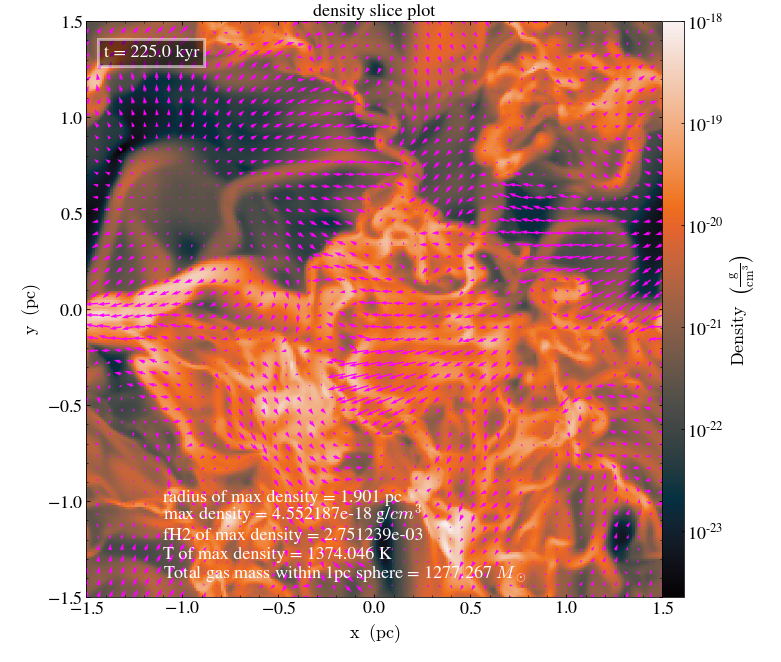 density slice plot
t = 225.0 kyr
1.5
1.0
0.5
0.0
−0.5
−1.0
−1.5
y (pc)
radius of max density = 1.901 pc
max density = 4.552187e-18 g/cm³
fH2 of max density = 2.751239e-03
T of max density = 1374.046 K
Total gas mass within 1pc sphere = 1277.267 M☉
−1.5 −1.0 −0.5 0.0 0.5 1.0 1.5
x (pc)
10⁻¹⁸
10⁻¹⁹
10⁻²⁰
10⁻²¹
10⁻²²
10⁻²³
Density (g/cm³)